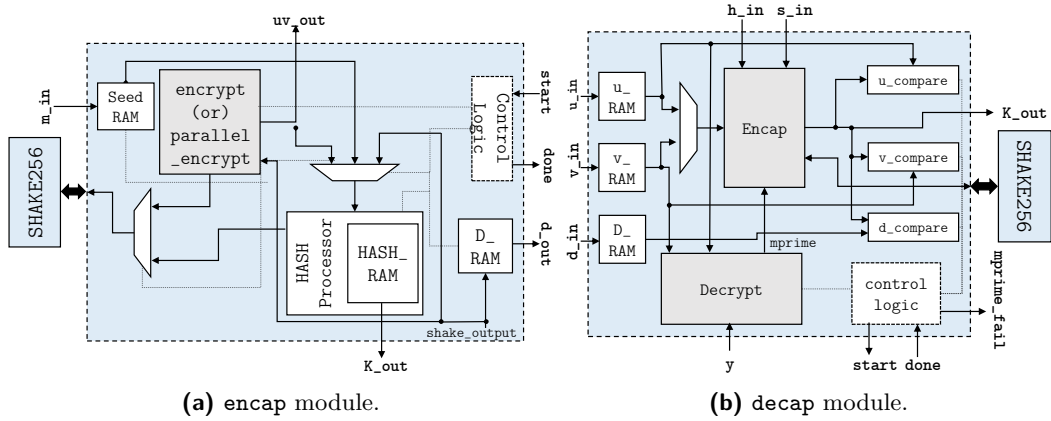 uv_out
m_in
Seed
RAM
encrypt
(or)
parallel
_encrypt
Control
Logic
start
done
SHAKE256
HASH
Processor
HASH_
RAM
D_
RAM
d_out
shake_output
K_out
(a) encap module.
h_in
s_in
u_in
u_
RAM
v_in
v_
RAM
d_in
D_
RAM
Encap
u_compare
v_compare
d_compare
K_out
SHAKE256
mprime
Decrypt
control
logic
mprime_fail
y
start
done
(b) decap module.